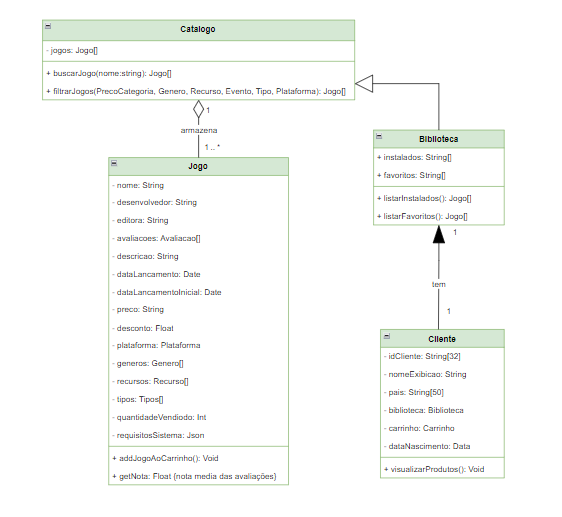 Catalogo
- jogos: Jogo[]
+ buscarJogo(nome:string): Jogo[]
+ filtrarJogos(PrecoCategoria, Genero, Recurso, Evento, Tipo, Plataforma): Jogo[]
1
armazena
1 .. *
Jogo
- nome: String
- desenvolvedor: String
- editora: String
- avaliacoes: Avaliacao[]
- descricao: String
- dataLancamento: Date
- dataLancamentoInicial: Date
- preco: String
- desconto: Float
- plataforma: Plataforma
- generos: Genero[]
- recursos: Recurso[]
- tipos: Tipos[]
- quantidadeVendiodo: Int
- requisitosSistema: Json
+ addJogoAoCarrinho(): Void
+ getNota: Float {nota media das avaliações}
Biblioteca
+ instalados: String[]
+ favoritos: String[]
+ listarInstalados(): Jogo[]
+ listarFavoritos(): Jogo[]
1
tem
1
Cliente
- idCliente: String[32]
- nomeExibicao: String
- pais: String[50]
- biblioteca: Biblioteca
- carrinho: Carrinho
- dataNascimento: Data
+ visualizarProdutos(): Void